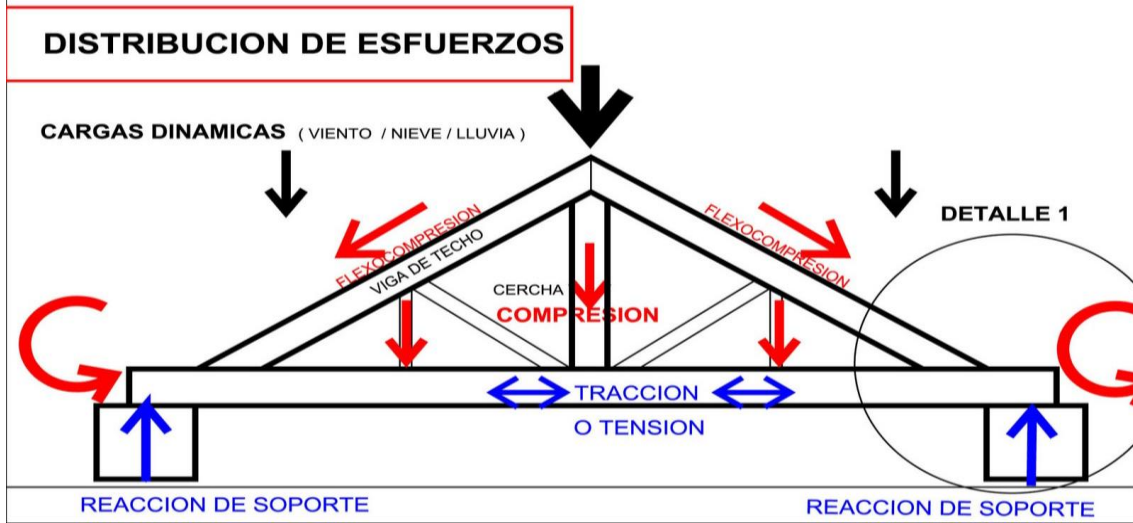 DISTRIBUCION DE ESFUERZOS
CARGAS DINAMICAS ( VIENTO / NIEVE / LLUVIA )
DETALLE 1
FLEXOCOMPRESION
FLEXOCOMPRESION
VIGA DE TECHO
CERCHA
COMPRESION
TRACCION
O TENSION
REACCION DE SOPORTE
REACCION DE SOPORTE